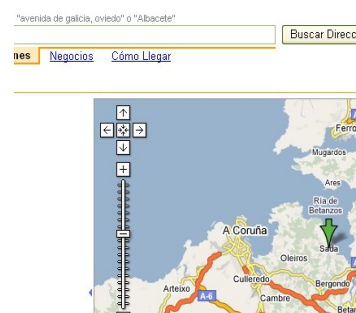 "avenida de galicia, oviedo" o "Albacete"
Buscar Direcc
nes Negocios Cómo Llegar
Ferro
Mugardos
Ares
Ría de
Betanzos
A Coruña
Sada
Oleiros
Culleredo
Bergondo
Arteixo
A-6
Cambre
Betan